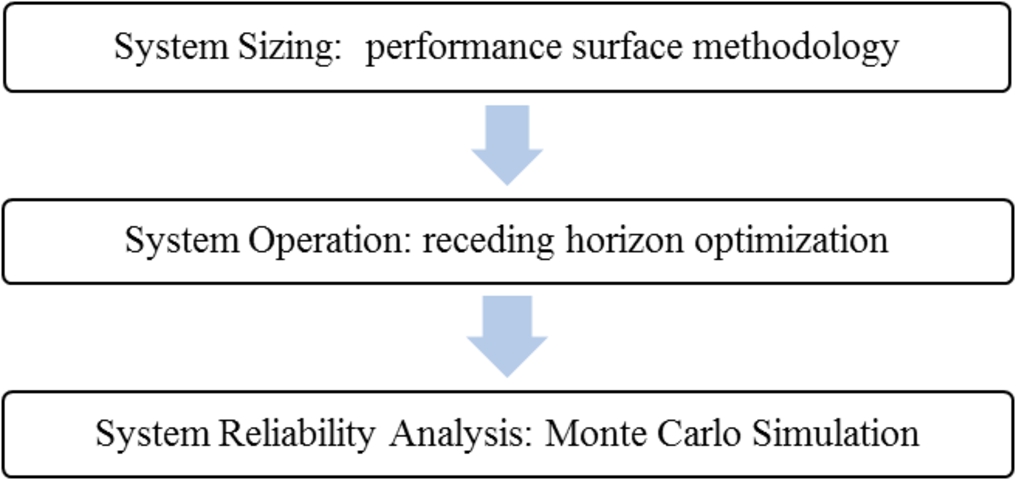 System Sizing: performance surface methodology
System Operation: receding horizon optimization
System Reliability Analysis: Monte Carlo Simulation